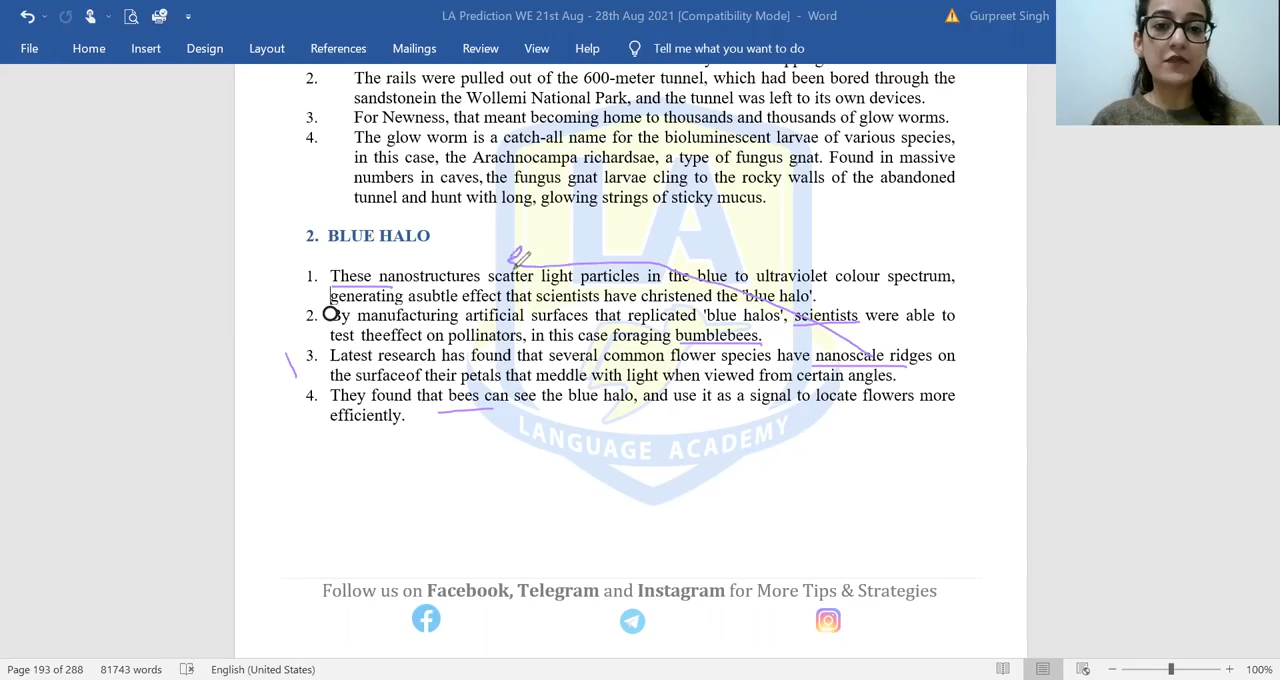 LA Prediction WE 21st Aug - 28th Aug 2021 [Compatibility Mode] - Word
Gurpreet Singh
File Home Insert Design Layout References Mailings Review View Help Tell me what you want to do
2. The rails were pulled out of the 600-meter tunnel, which had been bored through the
sandstonein the Wollemi National Park, and the tunnel was left to its own devices.
3. For Newness, that meant becoming home to thousands and thousands of glow worms.
4. The glow worm is a catch-all name for the bioluminescent larvae of various species,
in this case, the Arachnocampa richardsae, a type of fungus gnat. Found in massive
numbers in caves, the fungus gnat larvae cling to the rocky walls of the abandoned
tunnel and hunt with long, glowing strings of sticky mucus.
2. BLUE HALO
1. These nanostructures scatter light particles in the blue to ultraviolet colour spectrum,
generating asubtle effect that scientists have christened the 'blue halo'.
2. By manufacturing artificial surfaces that replicated 'blue halos', scientists were able to
test theeffect on pollinators, in this case foraging bumblebees.
3. Latest research has found that several common flower species have nanoscale ridges on
the surfaceof their petals that meddle with light when viewed from certain angles.
4. They found that bees can see the blue halo, and use it as a signal to locate flowers more
efficiently.
LA
LANGUAGE ACADEMY
Follow us on Facebook, Telegram and Instagram for More Tips & Strategies
Page 193 of 288 81743 words English (United States) 100%